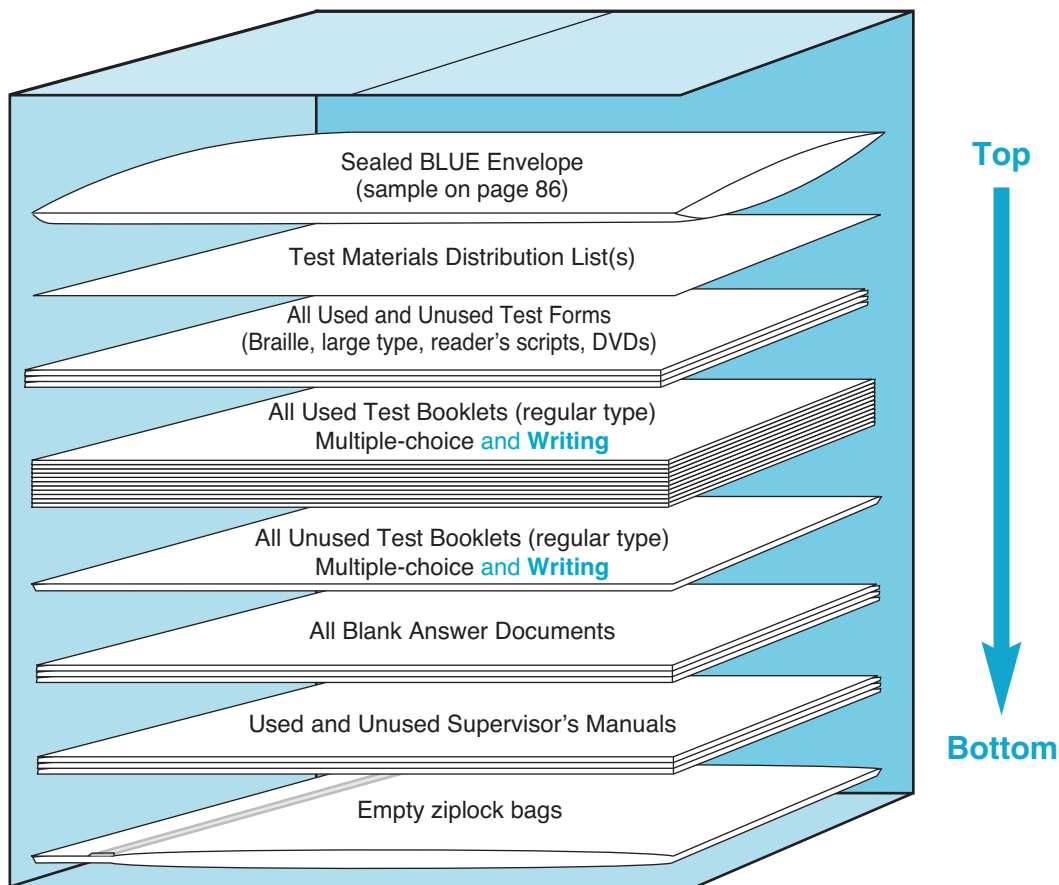 Sealed BLUE Envelope
(sample on page 86)
Top
Test Materials Distribution List(s)
All Used and Unused Test Forms
(Braille, large type, reader's scripts, DVDs)
All Used Test Booklets (regular type)
Multiple-choice and Writing
All Unused Test Booklets (regular type)
Multiple-choice and Writing
All Blank Answer Documents
Used and Unused Supervisor's Manuals
Bottom
Empty ziplock bags